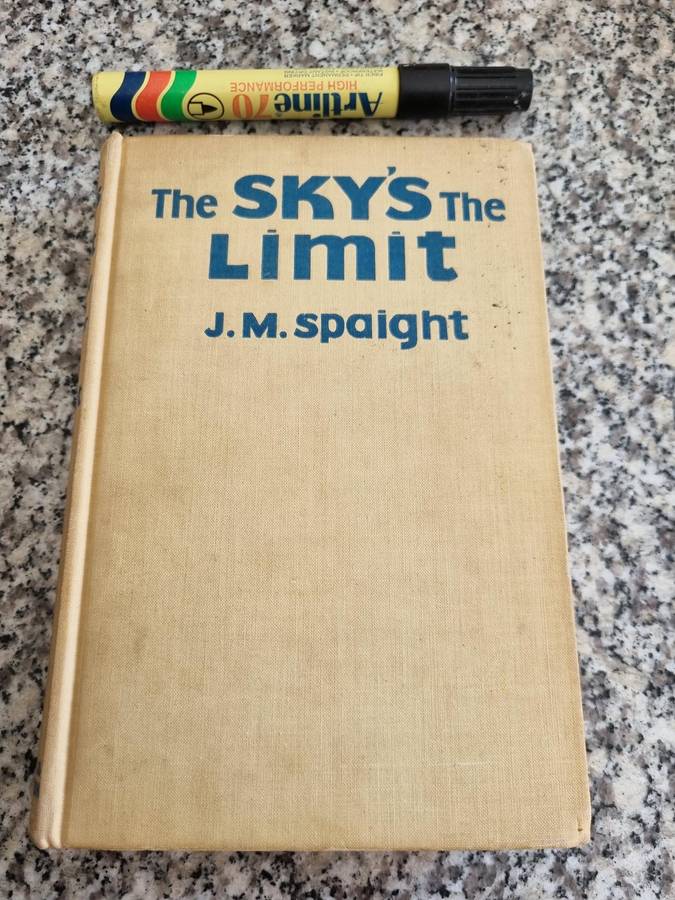 Artline 70
HIGH PERFORMANCE
The SKY'S The
Limit
J.M. Spaight